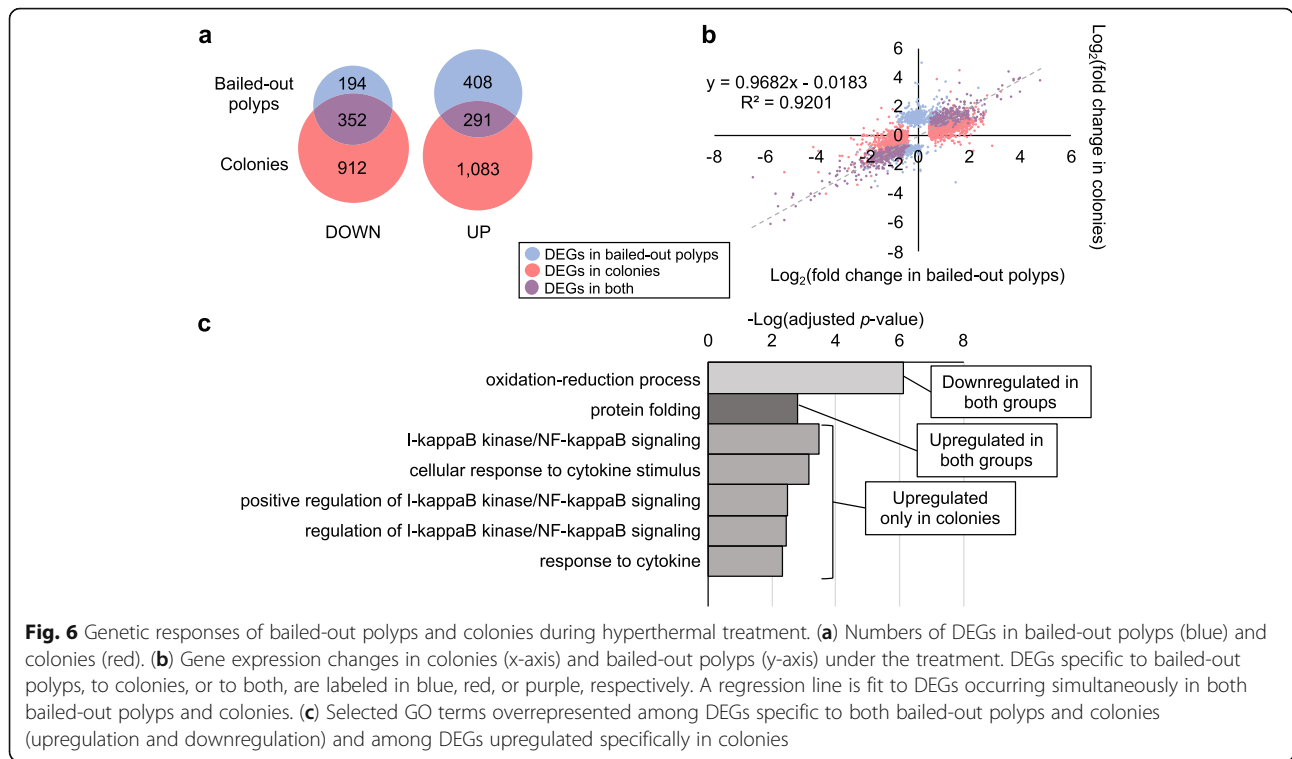 a
Bailed-out polyps
Colonies
194
352
912
DOWN
408
291
1,083
UP
DEGs in bailed-out polyps
DEGs in colonies
DEGs in both
b
y = 0.9682x - 0.0183
R² = 0.9201
6
4
2
0
-2
-4
-6
-8
-8 -6 -4 -2 0 2 4 6
Log₂(fold change in colonies)
Log₂(fold change in bailed-out polyps)
c
-Log(adjusted p-value)
0 2 4 6 8
oxidation-reduction process
protein folding
I-kappaB kinase/NF-kappaB signaling
cellular response to cytokine stimulus
positive regulation of I-kappaB kinase/NF-kappaB signaling
regulation of I-kappaB kinase/NF-kappaB signaling
response to cytokine
Downregulated in both groups
Upregulated in both groups
Upregulated only in colonies
Fig. 6 Genetic responses of bailed-out polyps and colonies during hyperthermal treatment. (a) Numbers of DEGs in bailed-out polyps (blue) and
colonies (red). (b) Gene expression changes in colonies (x-axis) and bailed-out polyps (y-axis) under the treatment. DEGs specific to bailed-out
polyps, to colonies, or to both, are labeled in blue, red, or purple, respectively. A regression line is fit to DEGs occurring simultaneously in both
bailed-out polyps and colonies. (c) Selected GO terms overrepresented among DEGs specific to both bailed-out polyps and colonies
(upregulation and downregulation) and among DEGs upregulated specifically in colonies